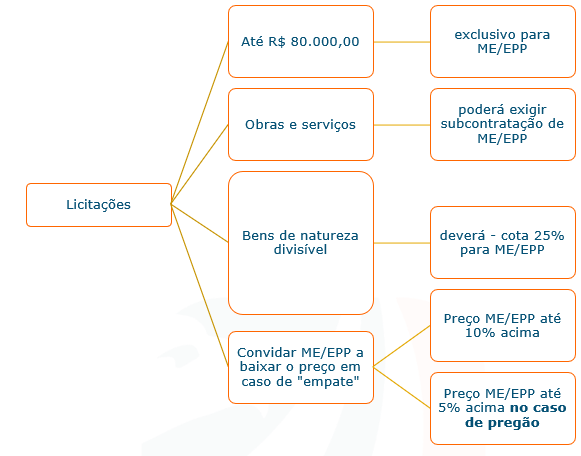 Licitações
Até R$ 80.000,00
exclusivo para
ME/EPP
Obras e serviços
poderá exigir
subcontratação de
ME/EPP
Bens de natureza
divisível
deverá - cota 25%
para ME/EPP
Convidar ME/EPP a
baixar o preço em
caso de "empate"
Preço ME/EPP até
10% acima
Preço ME/EPP até
5% acima no caso
de pregão